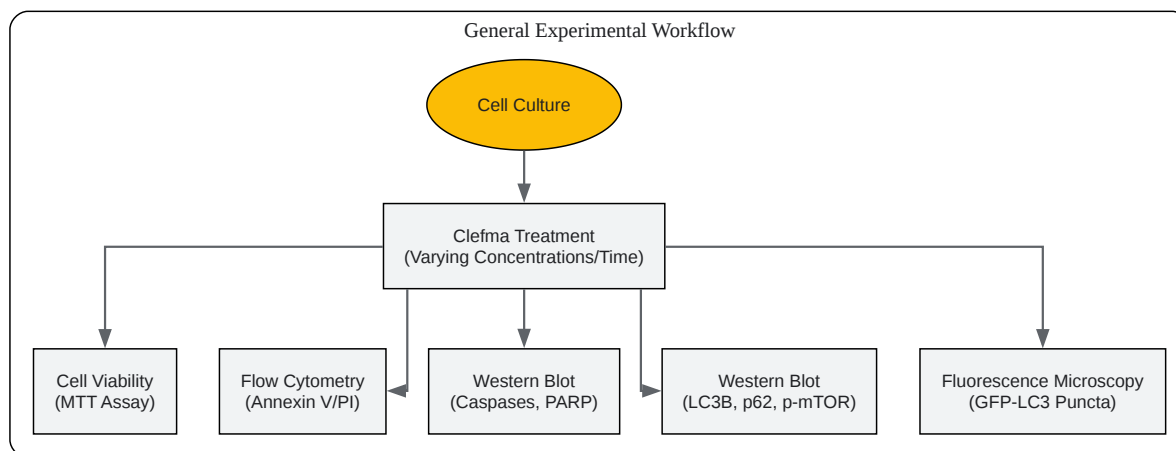 General Experimental Workflow
Cell Culture
Clefma Treatment
(Varying Concentrations/Time)
Cell Viability
(MTT Assay)
Flow Cytometry
(Annexin V/PI)
Western Blot
(Caspases, PARP)
Western Blot
(LC3B, p62, p-mTOR)
Fluorescence Microscopy
(GFP-LC3 Puncta)